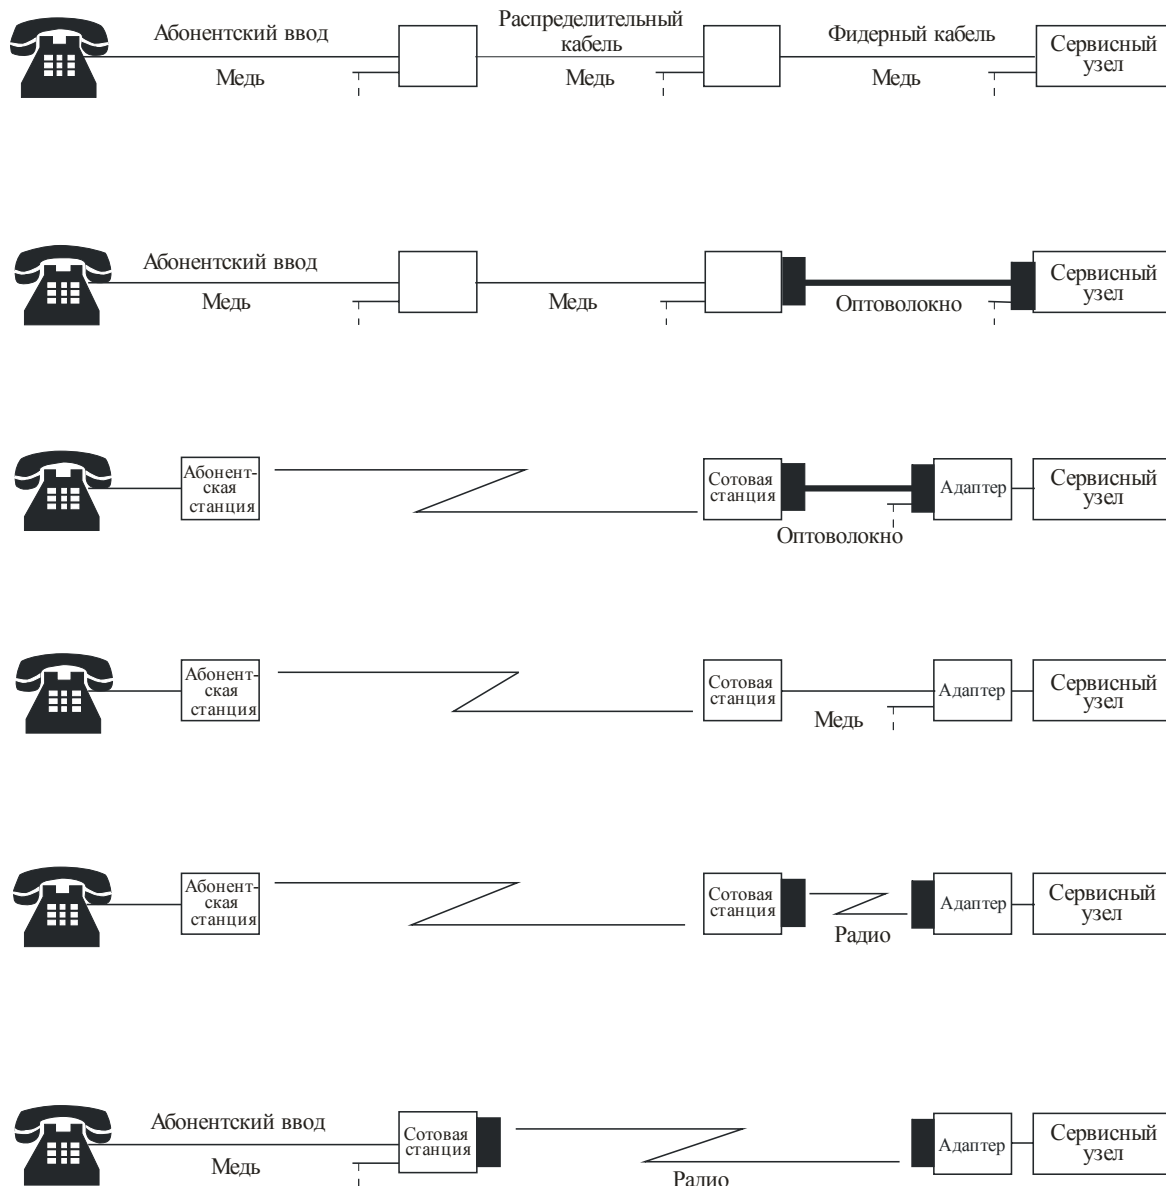 Абонентский ввод
Распределительный
кабель
Фидерный кабель
Сервисный
узел
Медь
Медь
Медь
Абонентский ввод
Сервисный
узел
Медь
Медь
Оптоволокно
Абонент-
ская
станция
Сотовая
станция
Адаптер
Сервисный
узел
Оптоволокно
Абонент-
ская
станция
Сотовая
станция
Адаптер
Сервисный
узел
Медь
Абонент-
ская
станция
Сотовая
станция
Адаптер
Сервисный
узел
Радио
Абонентский ввод
Сотовая
станция
Адаптер
Сервисный
узел
Медь
Радио